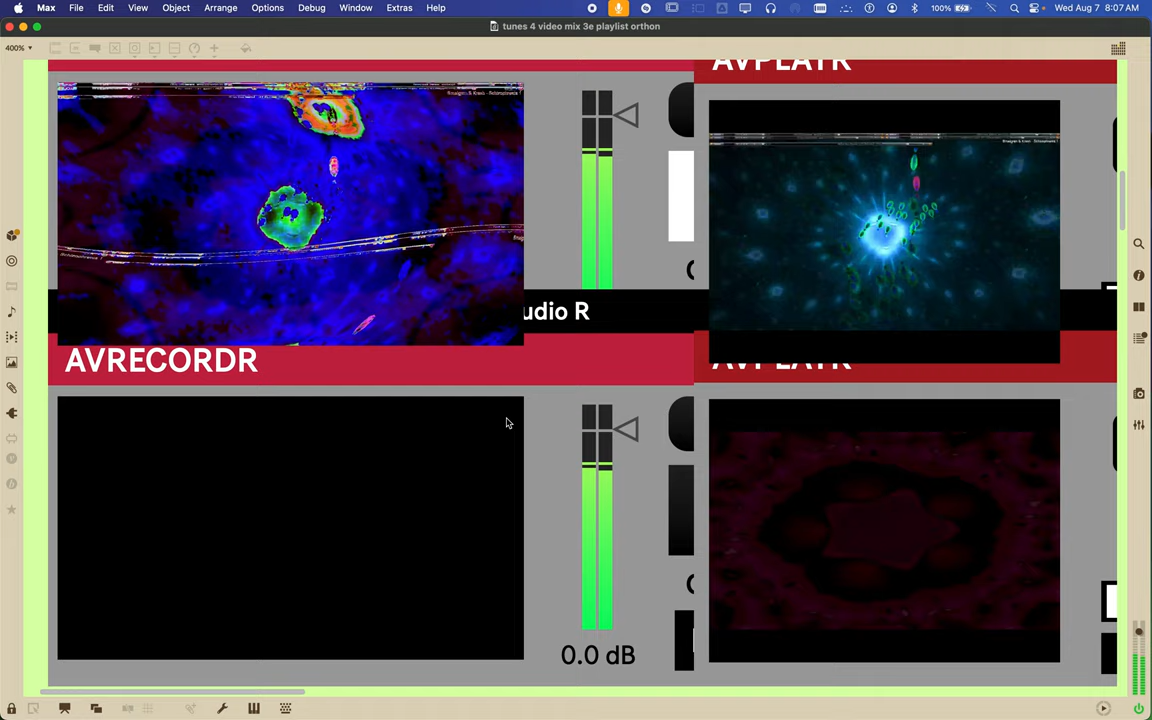 Max File Edit View Object Arrange Options Debug Window Extras Help
100% Wed Aug 7 8:07 AM
tunes 4 video mix 3e playlist orthon
400%
AVPLAYR
udio R
AVRECORDR
AVPLAYR
0.0 dB